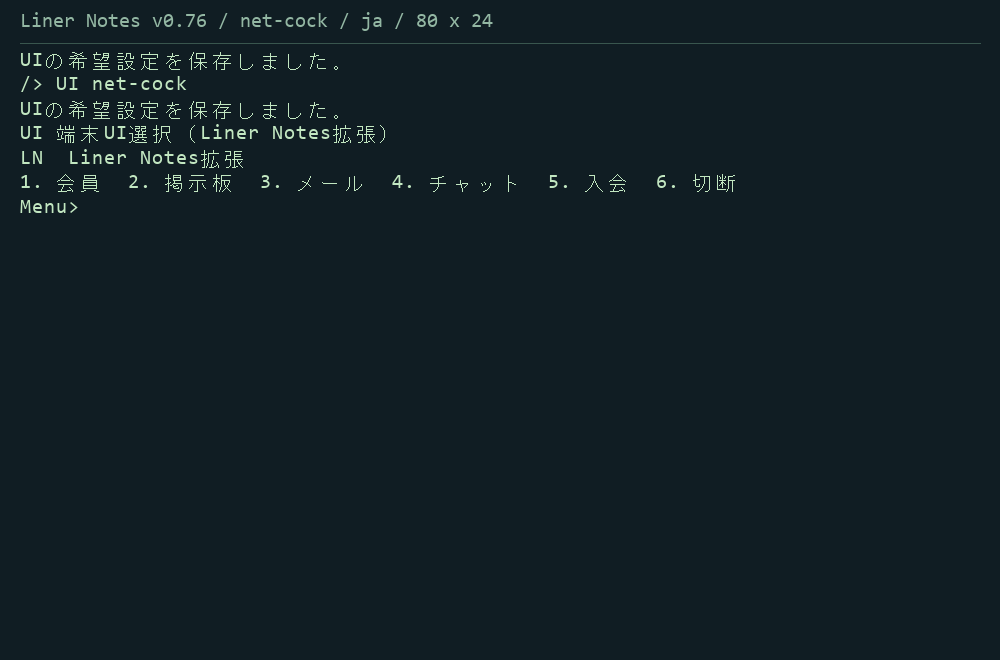 Liner Notes v0.76 / net-cock / ja / 80 x 24
UIの希望設定を保存しました。
/> UI net-cock
UIの希望設定を保存しました。
UI 端末UI選択（Liner Notes拡張）
LN  Liner Notes拡張
1. 会員  2. 掲示板  3. メール  4. チャット  5. 入会  6. 切断
Menu>